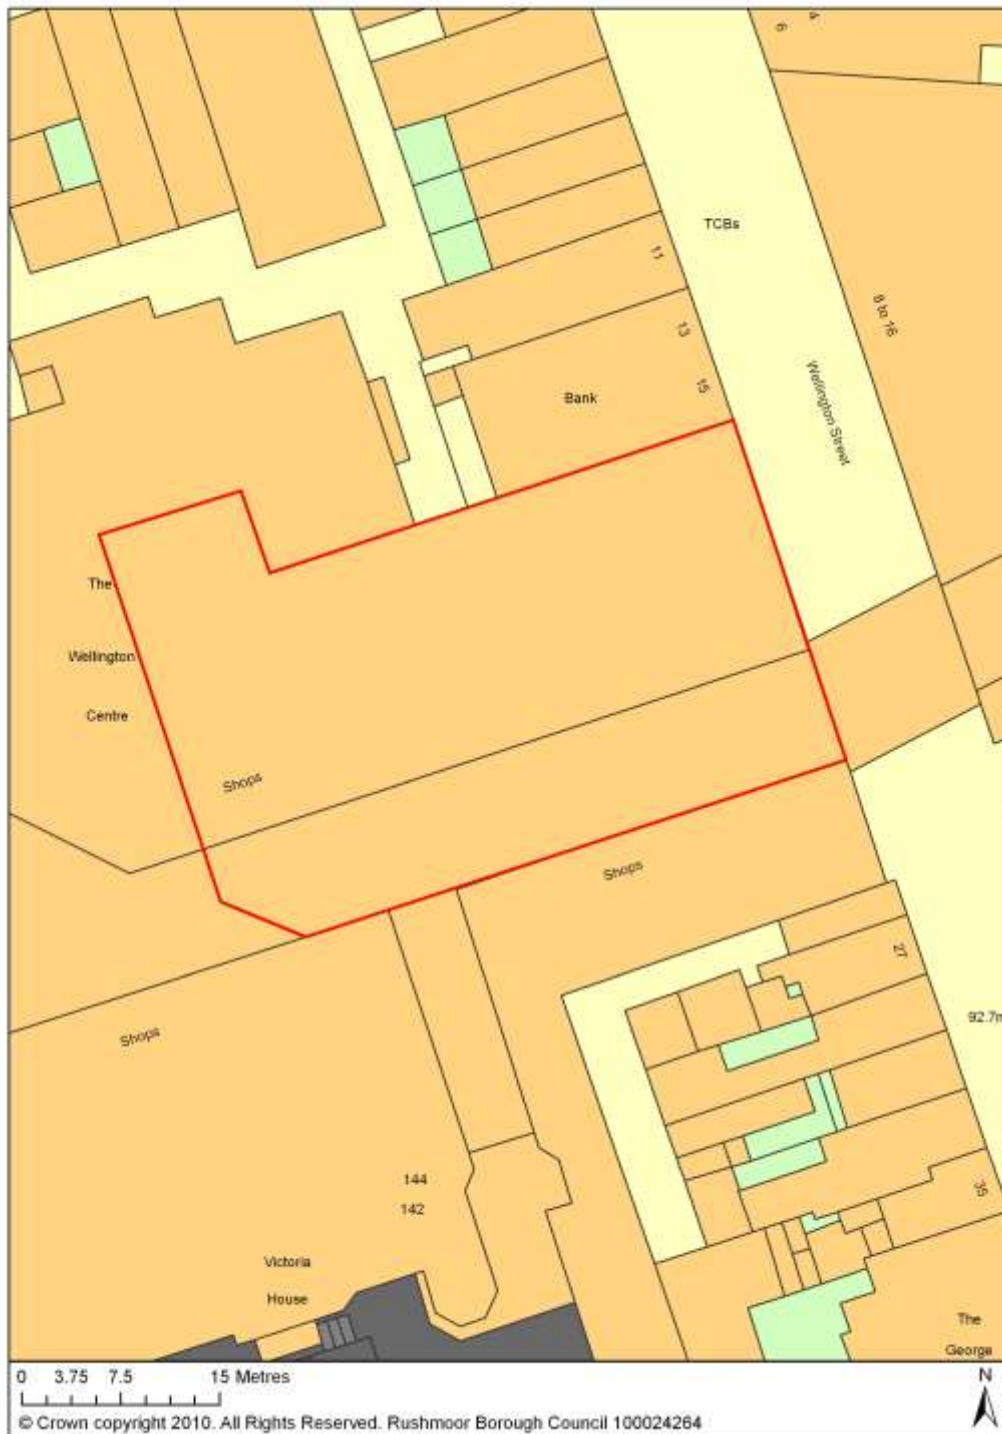 4
6
TCBs
11
8 to 16
13
15
Bank
Wellington Street
The
Wellington
Centre
Shops
Shops
27
92.7m
Shops
144
142
35
Victoria
House
The
George
0 3.75 7.5 15 Metres
N
© Crown copyright 2010. All Rights Reserved. Rushmoor Borough Council 100024264